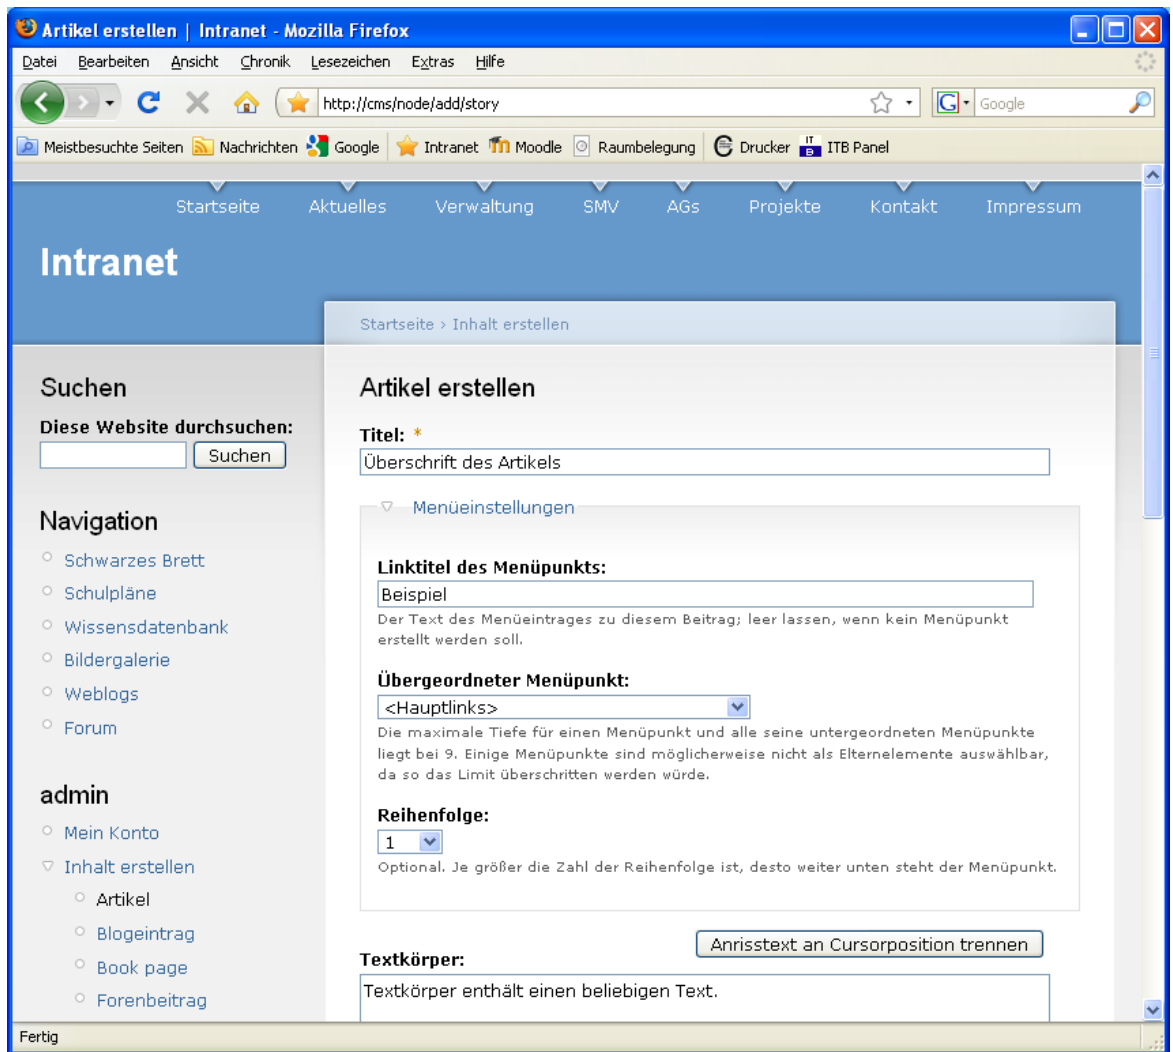 Artikel erstellen | Intranet - Mozilla Firefox
Datei Bearbeiten Ansicht Chronik Lesezeichen Extras Hilfe
http://cms/node/add/story
G
Google
Meistbesuchte Seiten Nachrichten Google Intranet Moodle Raumbelegung Drucker ITB Panel
Startseite Aktuelles Verwaltung SMV AGs Projekte Kontakt Impressum
Intranet
Startseite › Inhalt erstellen
Suchen
Diese Website durchsuchen:
Suchen
Navigation
Schwarzes Brett
Schulpläne
Wissensdatenbank
Bildergalerie
Weblogs
Forum
admin
Mein Konto
Inhalt erstellen
Artikel
Blogeintrag
Book page
Forenbeitrag
Artikel erstellen
Titel: *
Überschrift des Artikels
Menüeinstellungen
Linktitel des Menüpunkts:
Beispiel
Der Text des Menüeintrages zu diesem Beitrag; leer lassen, wenn kein Menüpunkt
erstellt werden soll.
Übergeordneter Menüpunkt:
<Hauptlinks>
Die maximale Tiefe für einen Menüpunkt und alle seine untergeordneten Menüpunkte
liegt bei 9. Einige Menüpunkte sind möglicherweise nicht als Elternelemente auswählbar,
da so das Limit überschritten werden würde.
Reihenfolge:
1
Optional. Je größer die Zahl der Reihenfolge ist, desto weiter unten steht der Menüpunkt.
Anrisstext an Cursorposition trennen
Textkörper:
Textkörper enthält einen beliebigen Text.
Fertig